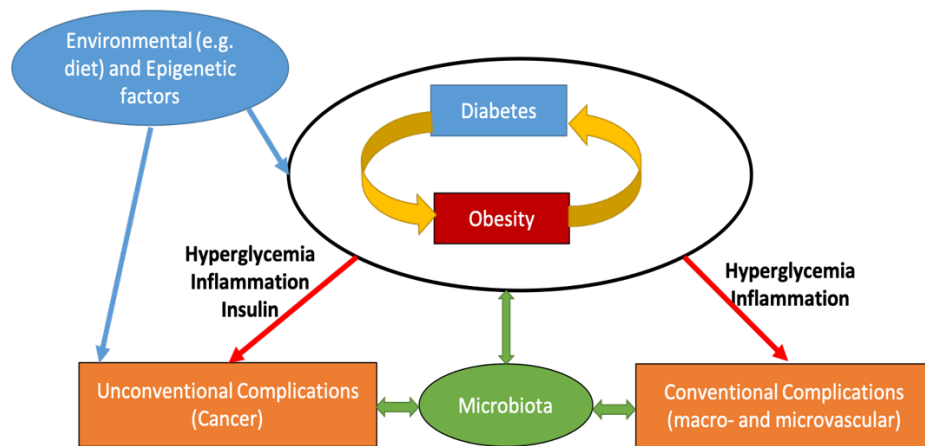 Environmental (e.g.
diet) and Epigenetic
factors
Diabetes
Obesity
Hyperglycemia
Inflammation
Insulin
Hyperglycemia
Inflammation
Unconventional Complications
(Cancer)
Microbiota
Conventional Complications
(macro- and microvascular)